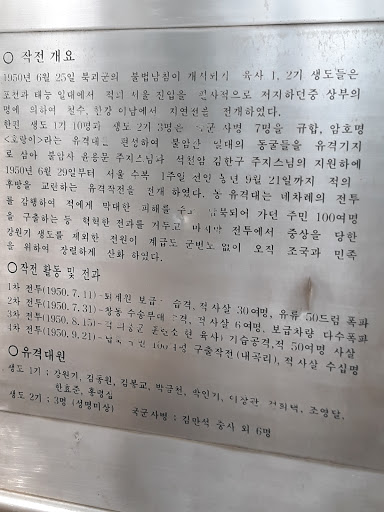 ○ 작전개요
1950년 6월 25일 북괴군의 불법남침이 개시되자 육사 1, 2기 생도들은
포천과 태능 일대에서 적의 서울 진입을 필사적으로 저지하던중 상부의
명에 의하여 철수, 한강 이남에서 지연전을 전개하였다.
한편 생도 1기 10명과 생도 2기 3명은 국군 사병 7명을 규합, 암호명
<호랑이>라는 유격대를 편성하여 불암산 일대의 동굴들을 유격기지
로 삼아 불암사 윤용문 주지스님과 석천암 김한구 주지스님의 지원하에
1950년 6월 29일부터 서울 수복 1주일 전인 동년 9월 21일까지 적의
후방을 교란하는 유격작전을 전개 하였다. 동 유격대는 네차례의 전투
를 감행하여 적에게 막대한 피해를 주고 납북되어 가던 주민 100여명
을 구출하는 등 혁혁한 전과를 거두고 마지막 전투에서 중상을 당한
강원기 생도를 제외한 전원이 계급도 군번도 없이 오직 조국과 민족
을 위하여 장렬하게 산화 하였다.
○ 작전 활동 및 전과
1차 전투(1950. 7. 11)-퇴계원 보급소 습격, 적사살 30여명, 유류 50드럼 폭파
2차 전투(1950. 7. 31)-창동 수송부대 습격, 적사살 6여명, 보급차량 다수폭파
3차 전투(1950. 8. 15)- 훈련소(현 육사) 기습공격, 적 50여명 사살
4차 전투(1950. 9. 21)- 100여명 구출작전(내곡리), 적사살 수십명
○ 유격대원
생도 1기 ; 강원기, 김동원, 김봉교, 박금천, 박인기, 이장관, 전희택, 조영달,
한효준, 홍명집
생도 2기 ; 3명 (성명미상) 국군사병 ; 김만석 중사 외 6명